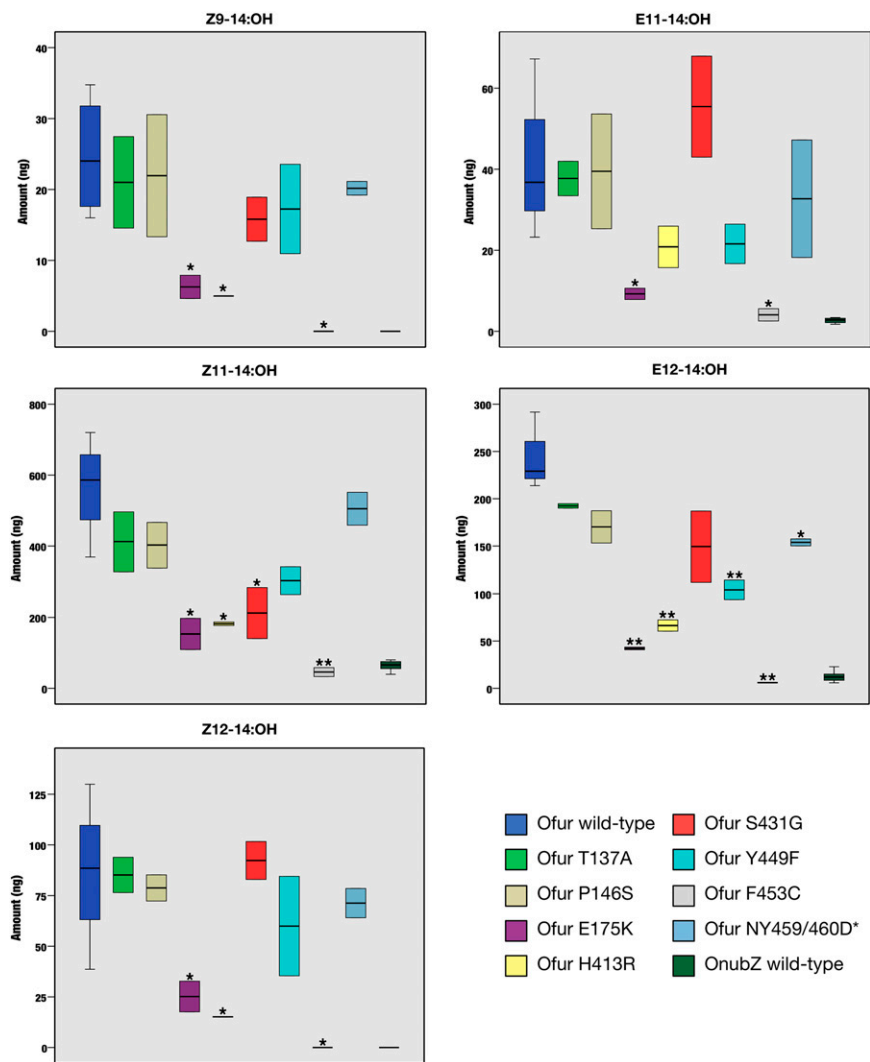 Z9-14:OH
Amount (ng)
40
30
20
10
0
*
*
*
E11-14:OH
Amount (ng)
60
40
20
0
*
*
Z11-14:OH
Amount (ng)
800
600
400
200
0
*
*
*
**
E12-14:OH
Amount (ng)
300
250
200
150
100
50
0
**
**
**
**
*
Z12-14:OH
Amount (ng)
125
100
75
50
25
0
*
*
*
Ofur wild-type
Ofur T137A
Ofur P146S
Ofur E175K
Ofur H413R
Ofur S431G
Ofur Y449F
Ofur F453C
Ofur NY459/460D*
OnubZ wild-type